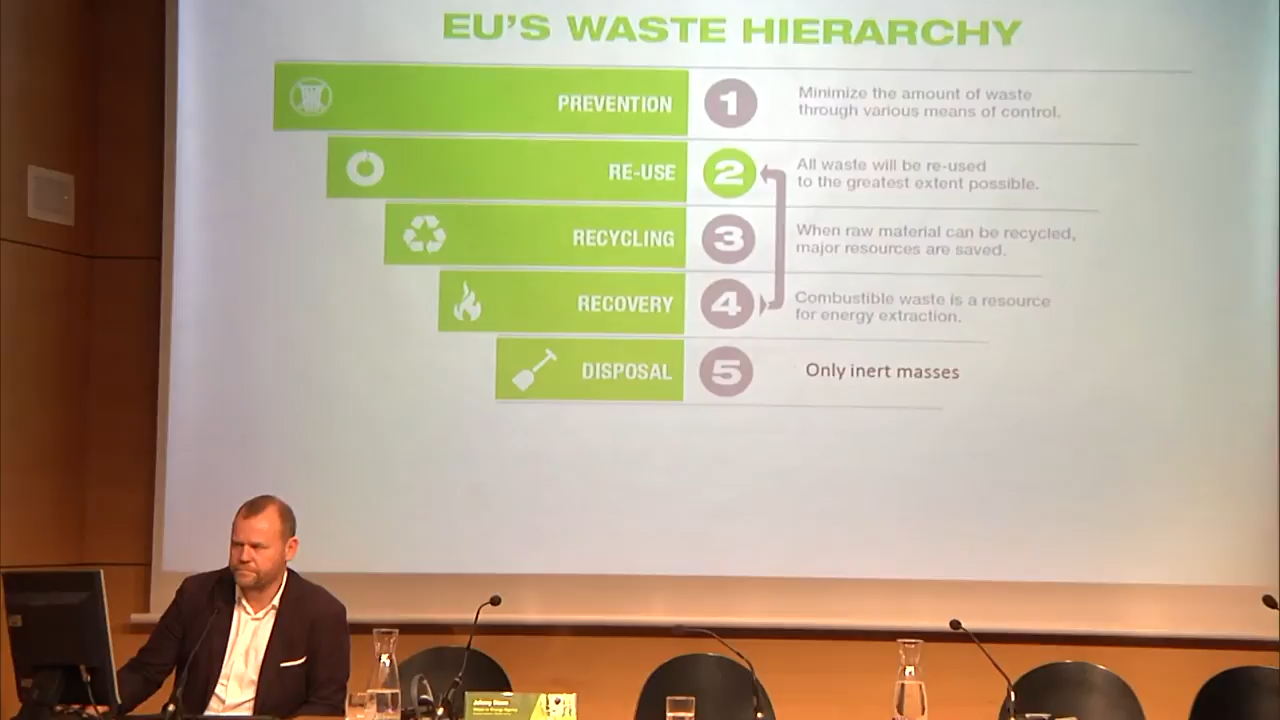 EU'S WASTE HIERARCHY
PREVENTION
1
Minimize the amount of waste
through various means of control.
RE-USE
2
All waste will be re-used
to the greatest extent possible.
RECYCLING
3
When raw material can be recycled,
major resources are saved.
RECOVERY
4
Combustible waste is a resource
for energy extraction.
DISPOSAL
5
Only inert masses